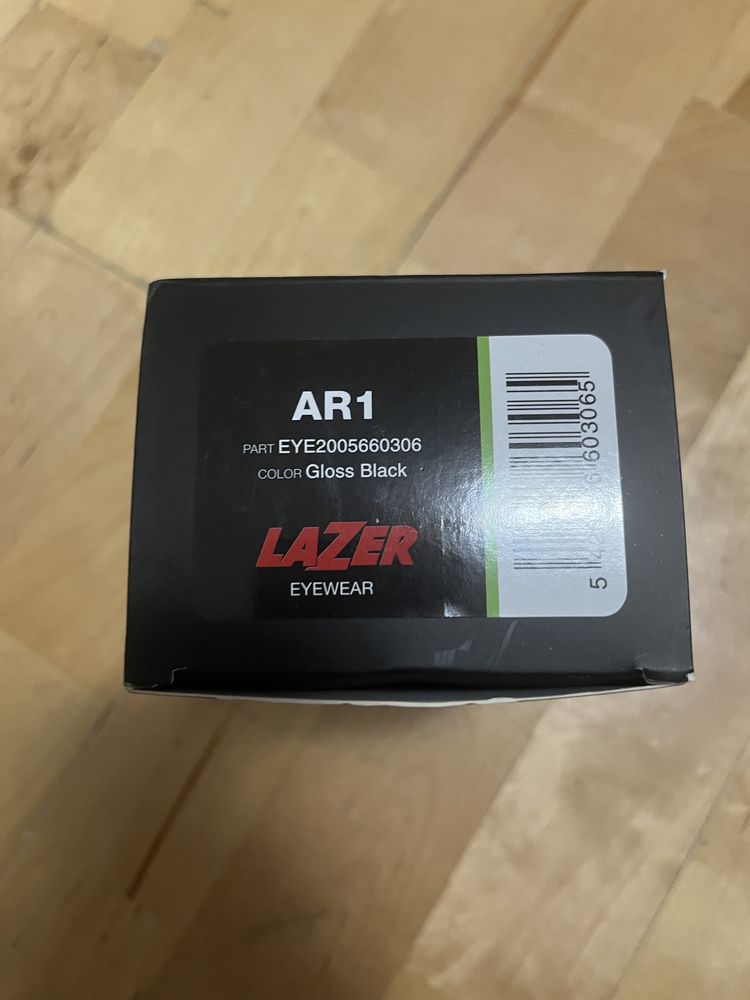 AR1
PART EYE2005660306
COLOR Gloss Black
LAZER
EYEWEAR